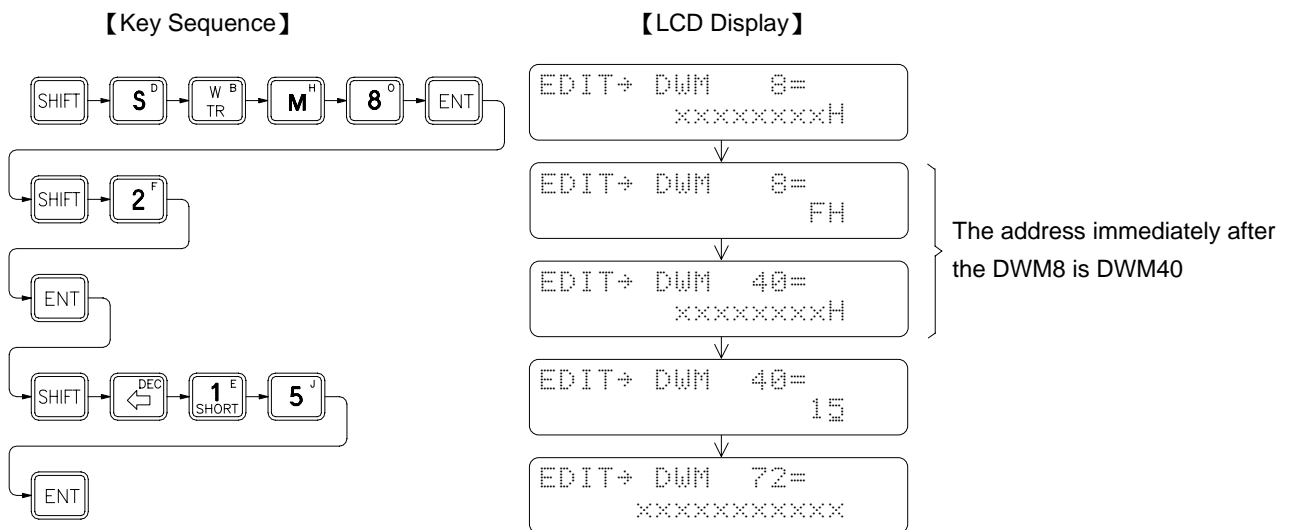 【Key Sequence】
【LCD Display】
SHIFT S D W B TR M H 8 O ENT
EDIT→ DWM 8=
xxxxxxxxH
SHIFT 2 F
EDIT→ DWM 8=
FH
ENT
EDIT→ DWM 40=
xxxxxxxxH
The address immediately after
the DWM8 is DWM40
SHIFT DEC 1 E SHORT 5 J
EDIT→ DWM 40=
15
ENT
EDIT→ DWM 72=
xxxxxxxxxxx